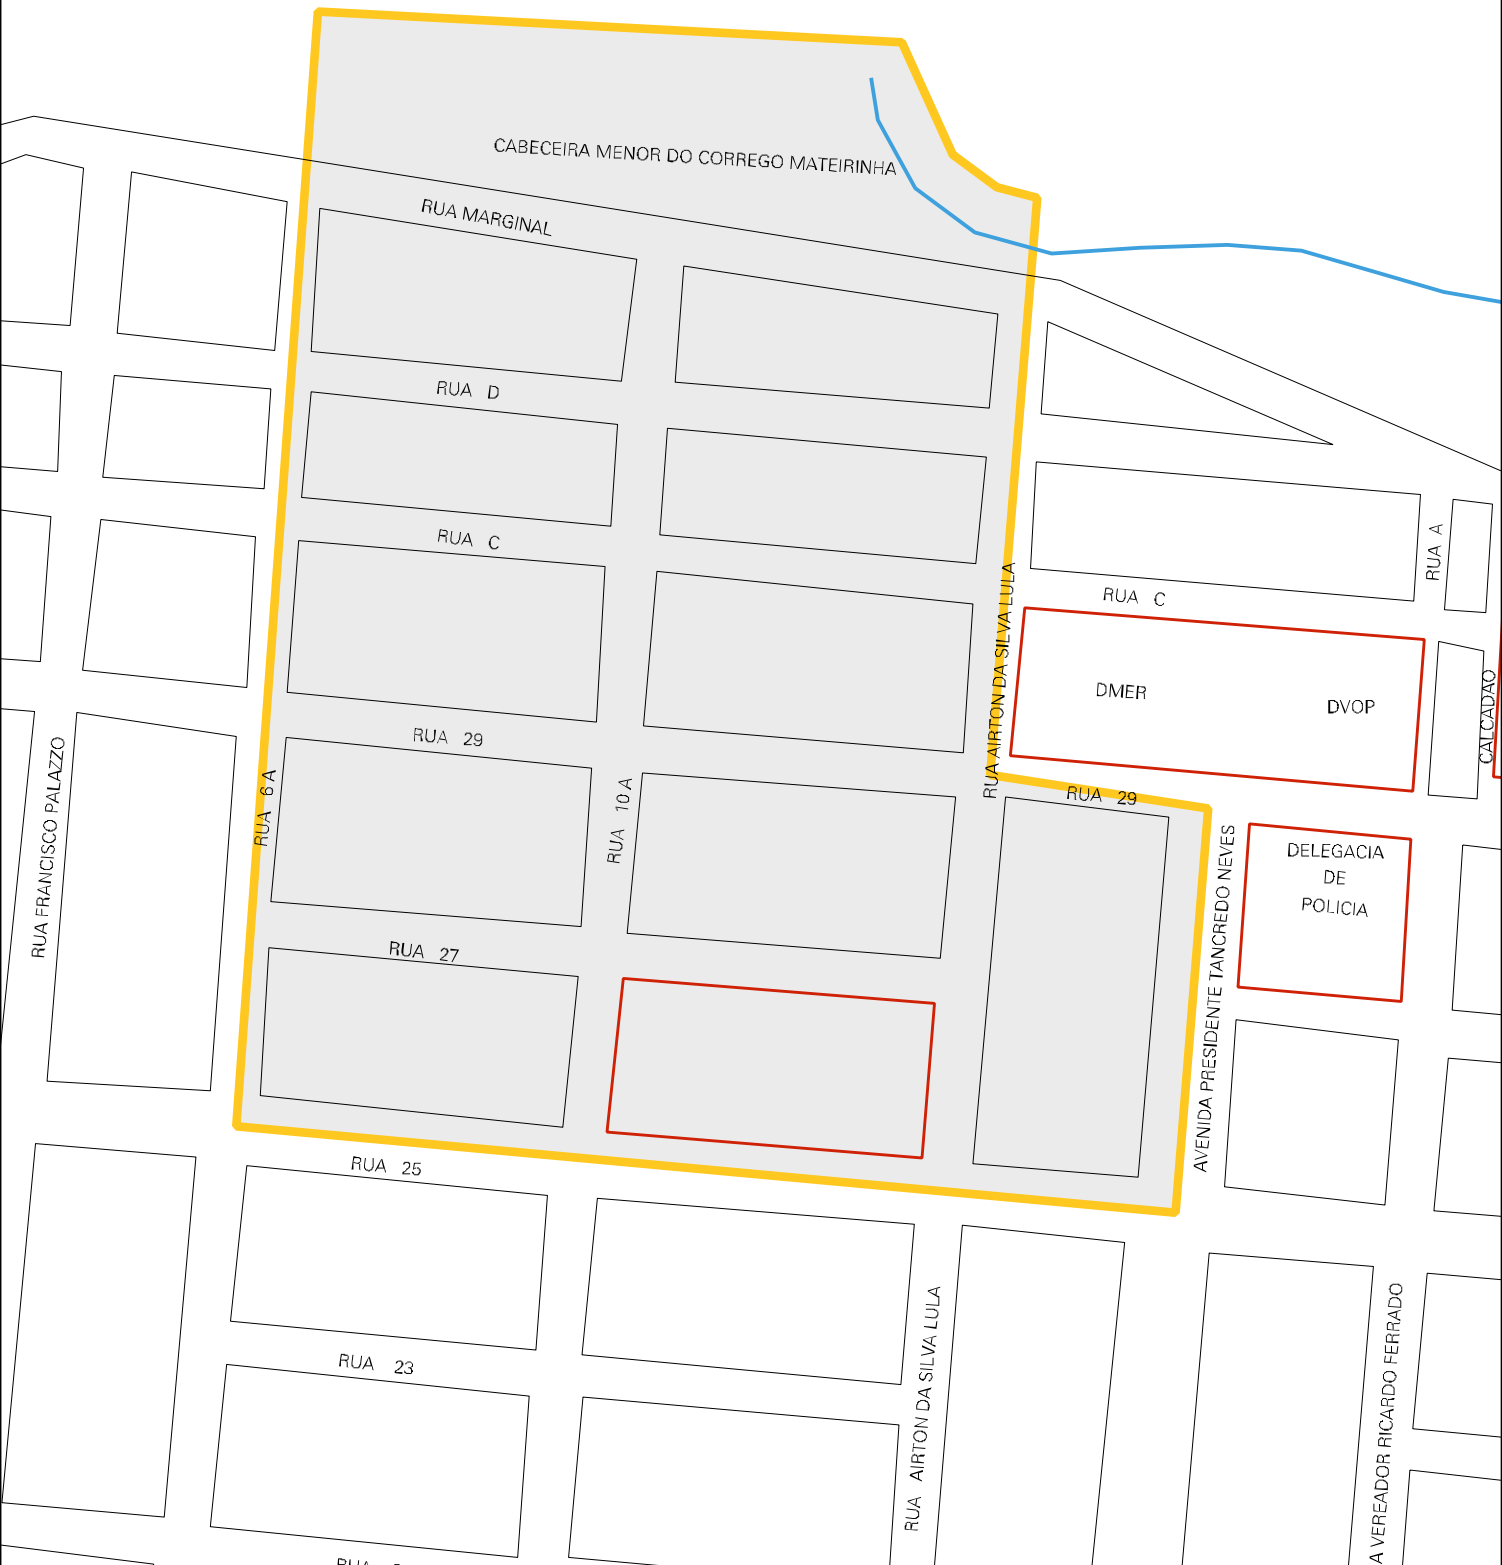 CABECEIRA MENOR DO CORREGO MATEIRINHA
RUA MARGINAL
RUA D
RUA C
RUA A
RUA AIRTON DA SILVA LULA
RUA C
DMER
DVOP
CALCADAO
RUA 29
RUA FRANCISCO PALAZZO
RUA 6 A
RUA 10 A
RUA 29
AVENIDA PRESIDENTE TANCREDO NEVES
DELEGACIA
DE
POLICIA
RUA 27
RUA 25
RUA AIRTON DA SILVA LULA
A VEREADOR RICARDO FERRADO
RUA 23
RUA